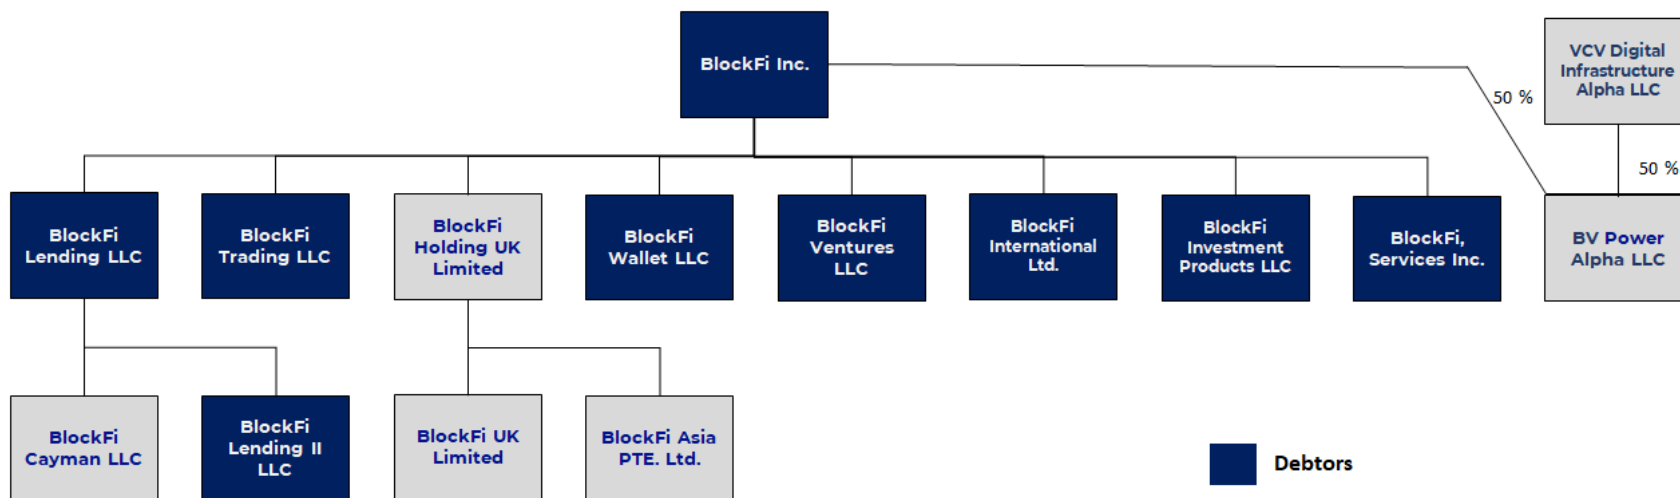 BlockFi Inc.
VCV Digital
Infrastructure
Alpha LLC
50 %
50 %
BlockFi
Lending LLC
BlockFi
Trading LLC
BlockFi
Holding UK
Limited
BlockFi
Wallet LLC
BlockFi
Ventures
LLC
BlockFi
International
Ltd.
BlockFi
Investment
Products LLC
BlockFi,
Services Inc.
BV Power
Alpha LLC
BlockFi
Cayman LLC
BlockFi
Lending II
LLC
BlockFi UK
Limited
BlockFi Asia
PTE. Ltd.
Debtors